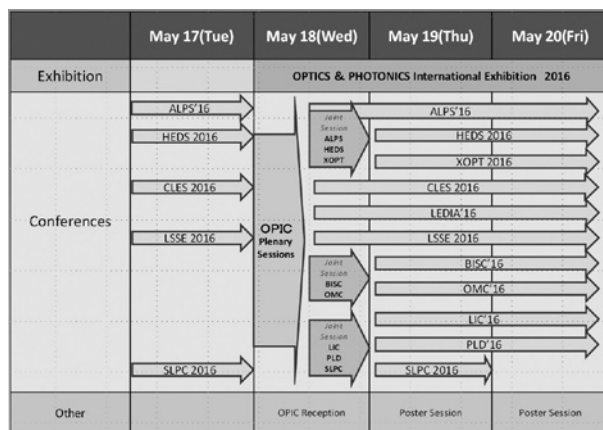 May 17(Tue) May 18(Wed) May 19(Thu) May 20(Fri)
Exhibition OPTICS & PHOTONICS International Exhibition 2016
Conferences
ALPS'16
HEDS 2016
CLES 2016
LSSE 2016
SLPC 2016
OPIC
Plenary
Sessions
Joint
Session
ALPS
HEDS
XOPT
Joint
Session
BISC
OMC
Joint
Session
LIC
PLD
SLPC
ALPS'16
HEDS 2016
XOPT 2016
CLES 2016
LEDIA'16
LSSE 2016
BISC'16
OMC'16
LIC'16
PLD'16
SLPC 2016
Other OPIC Reception Poster Session Poster Session